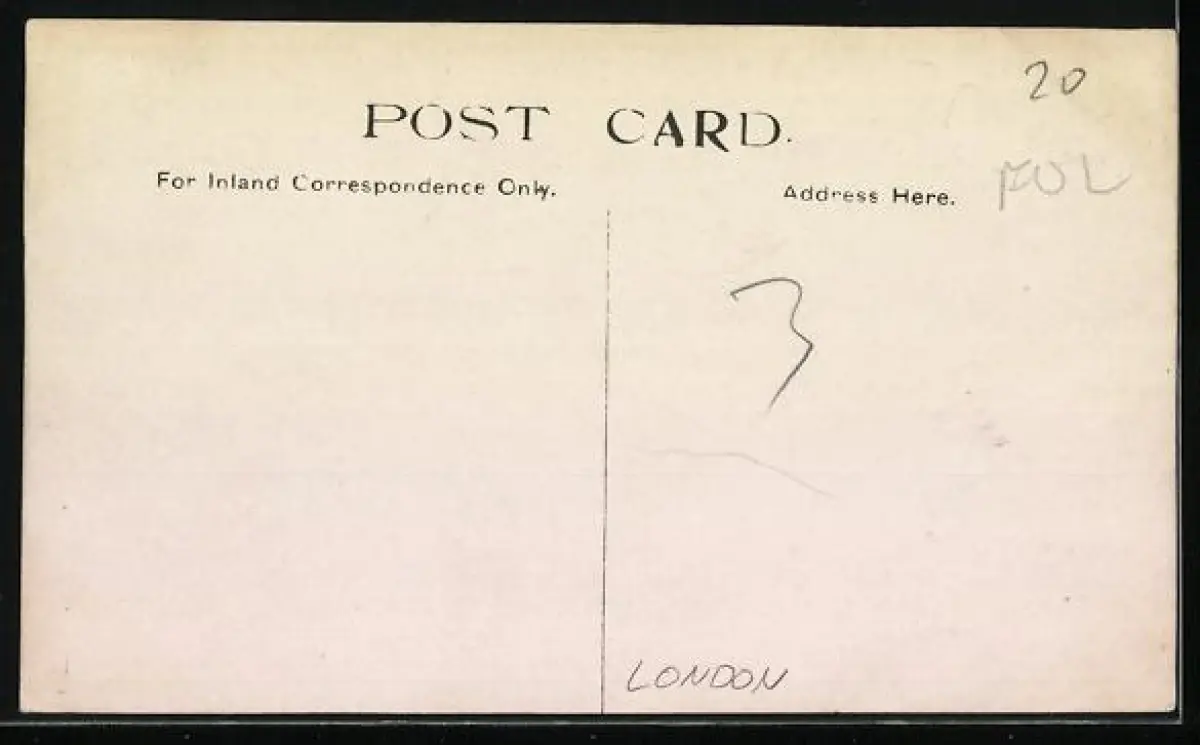 20
POST CARD.
For Inland Correspondence Only.
Address Here.
3
LONDON